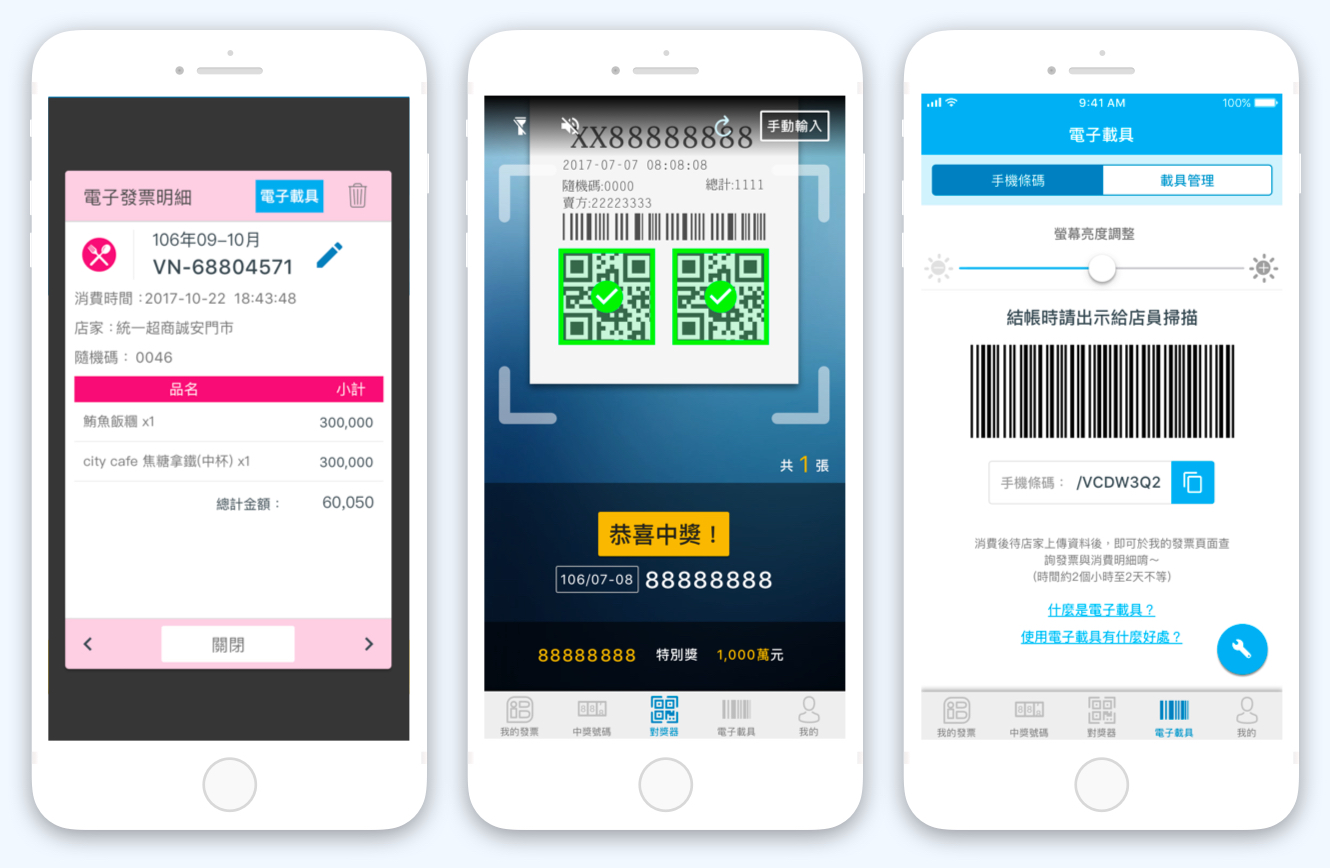 電子發票明細
電子載具
106年09–10月
VN-68804571
消費時間：2017-10-22 18:43:48
店家：統一超商誠安門市
隨機碼： 0046
品名 小計
鮪魚飯糰 x1 300,000
city cafe 焦糖拿鐵(中杯) x1 300,000
總計金額： 60,050
關閉
手動輸入
XX88888888
2017-07-07 08:08:08
隨機碼:0000 總計:1111
賣方:22223333
共 1 張
恭喜中獎！
106/07-08 88888888
88888888 特別獎 1,000萬元
我的發票 中獎號碼 對獎器 電子載具 我的
9:41 AM 100%
電子載具
手機條碼 載具管理
螢幕亮度調整
結帳時請出示給店員掃描
手機條碼： /VCDW3Q2
消費後待店家上傳資料後，即可於我的發票頁面查
詢發票與消費明細唷～
(時間約2個小時至2天不等)
什麼是電子載具？
使用電子載具有什麼好處？
我的發票 中獎號碼 對獎器 電子載具 我的